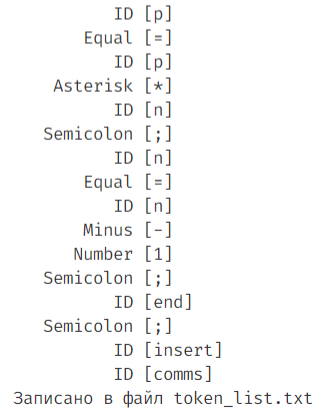 ID [p]
Equal [=]
ID [p]
Asterisk [*]
ID [n]
Semicolon [;]
ID [n]
Equal [=]
ID [n]
Minus [-]
Number [1]
Semicolon [;]
ID [end]
Semicolon [;]
ID [insert]
ID [comms]
Записано в файл token_list.txt